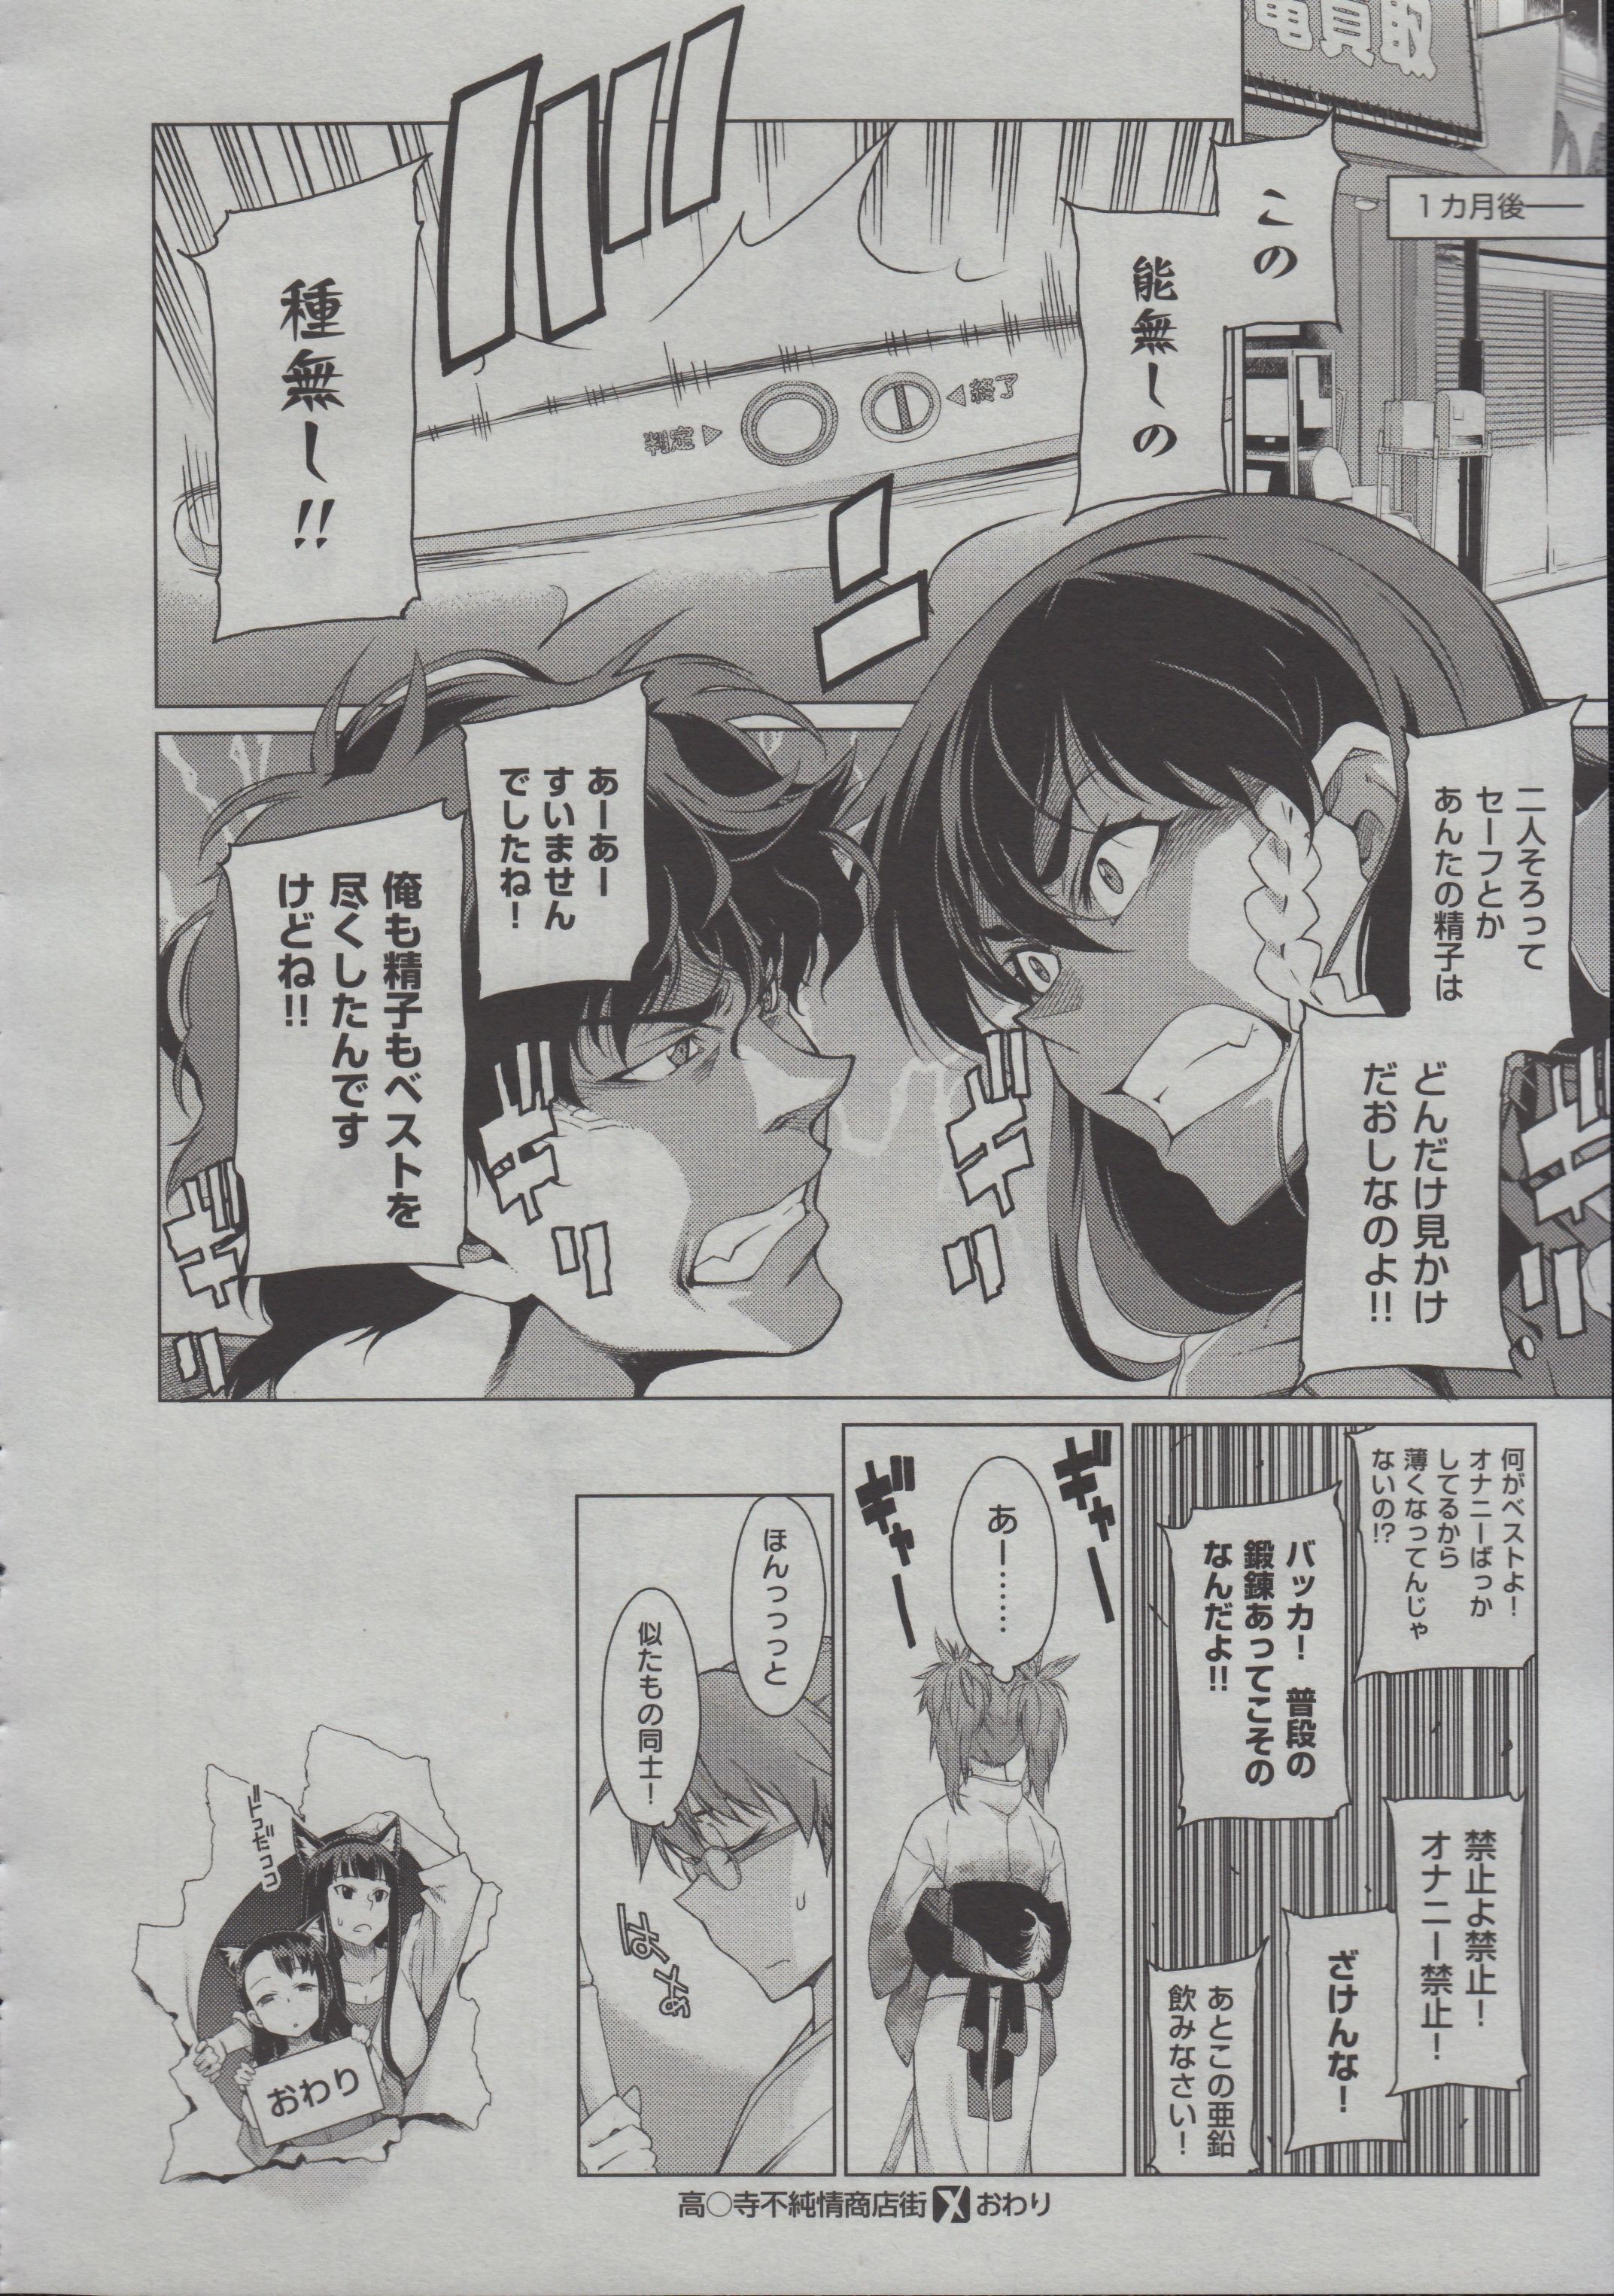 電買取
１カ月後――
この
能無しの
種無し!!
判定
終了
二人そろって
セーフとか
あんたの精子は
どんだけ見かけ
だおしなのよ!!
あーあー
すいません
でしたね！
俺も精子もベストを
尽くしたんです
けどね!!
何がベストよ！
オナニーばっか
してるから
薄くなってんじゃ
ないの!?
バッカ！ 普段の
鍛錬あってこその
なんだよ!!
禁止よ禁止！
オナニー禁止！
ざけんな！
あとこの亜鉛
飲みなさい！
ギャー
ギャー
あー……
ほんっっっと
似たもの同士！
おわり
高○寺不純情商店街 X おわり